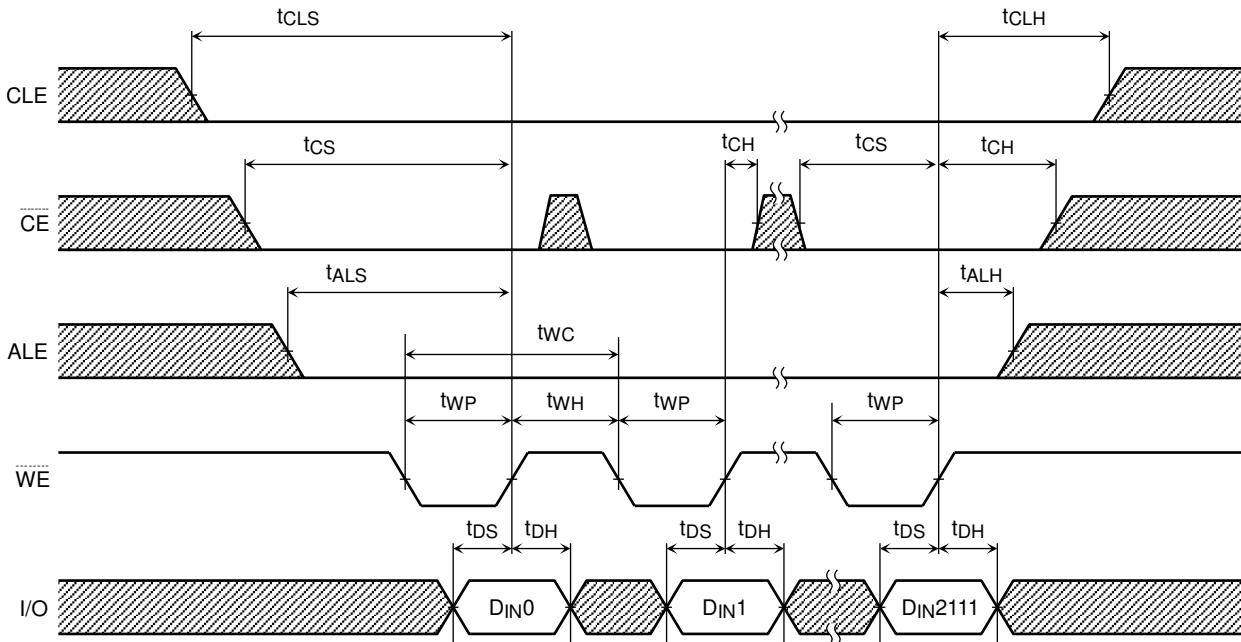 tCLS tCLH
CLE
tCS tCH tCS tCH
CE
tALS tALH
ALE
tWC
tWP tWH tWP tWP
WE
tDS tDH tDS tDH tDS tDH
I/O DIN0 DIN1 DIN2111